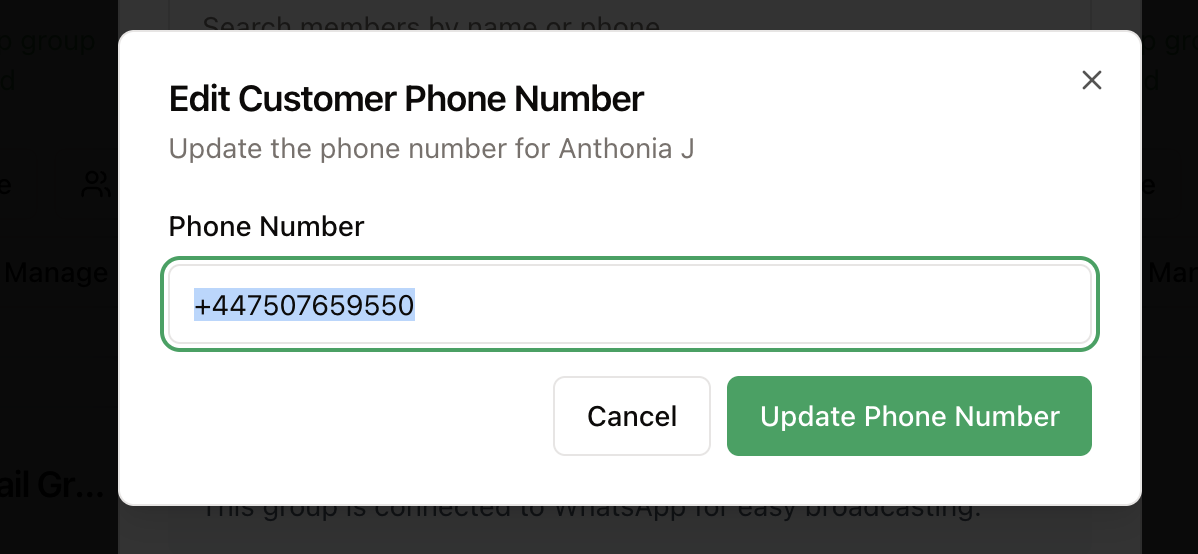 Search members by name or phone
p group
Edit Customer Phone Number
Update the phone number for Anthonia J
Phone Number
Manage
+447507659550
Cancel
Update Phone Number
ail Gr...
This group is connected to WhatsApp for easy broadcasting.